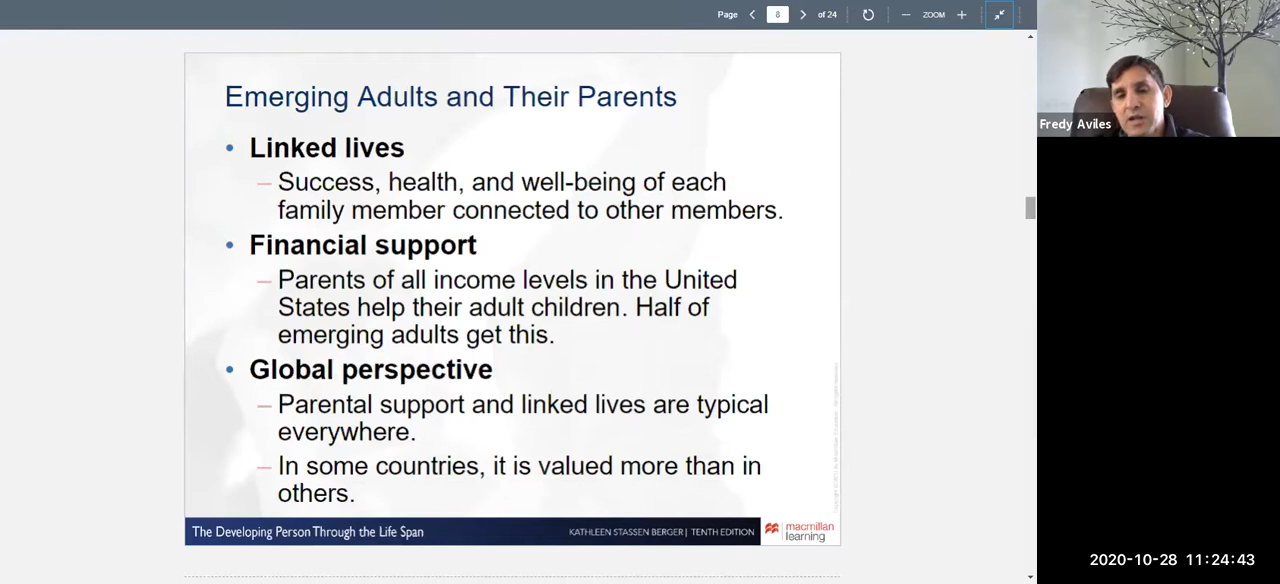 Page 8 of 24 ZOOM
Emerging Adults and Their Parents
• Linked lives
– Success, health, and well-being of each
family member connected to other members.
• Financial support
– Parents of all income levels in the United
States help their adult children. Half of
emerging adults get this.
• Global perspective
– Parental support and linked lives are typical
everywhere.
– In some countries, it is valued more than in
others.
The Developing Person Through the Life Span
KATHLEEN STASSEN BERGER | TENTH EDITION
macmillan
learning
Fredy Aviles
2020-10-28 11:24:43